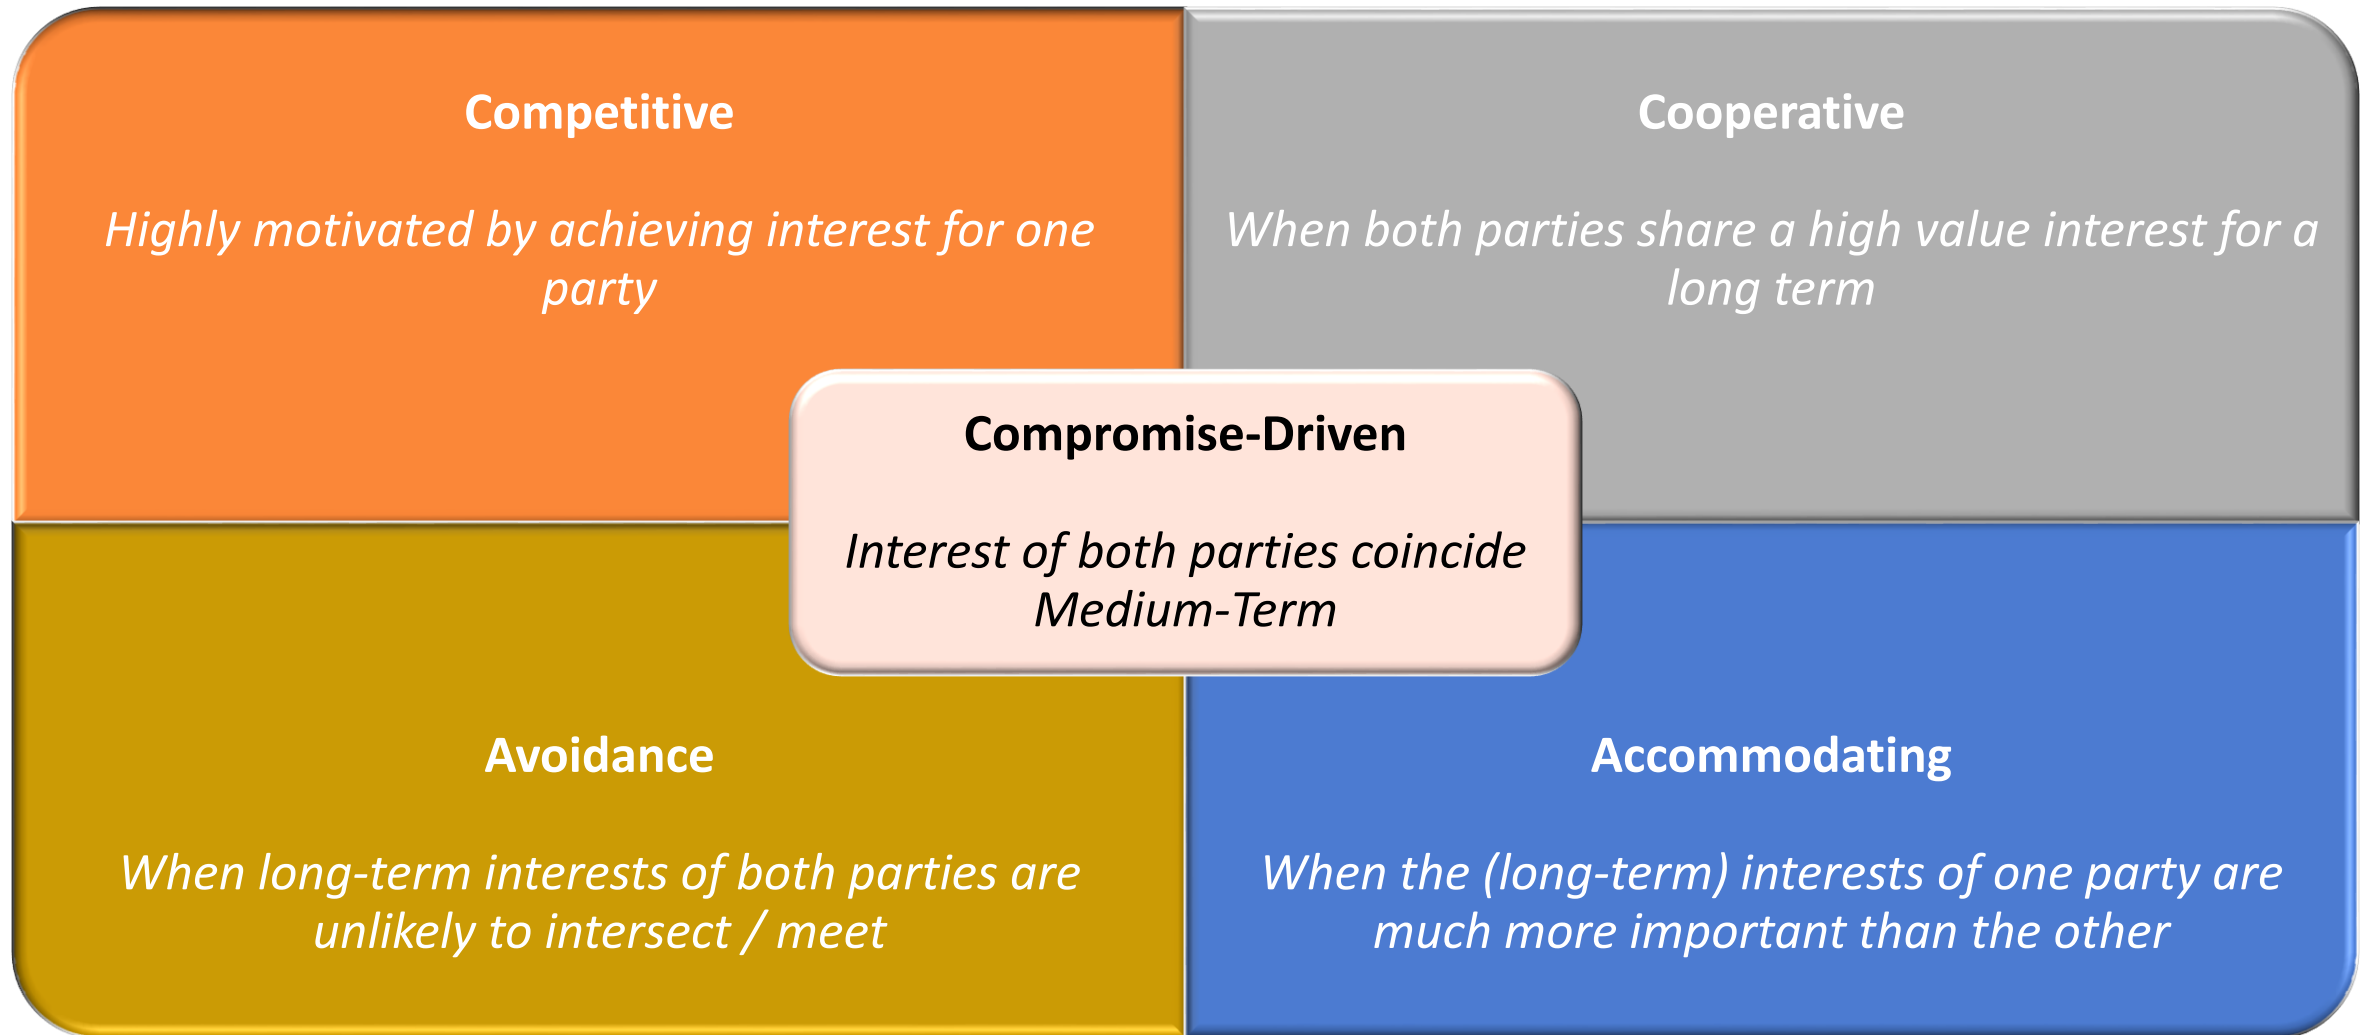 Competitive
Highly motivated by achieving interest for one
party
Cooperative
When both parties share a high value interest for a
long term
Compromise-Driven
Interest of both parties coincide
Medium-Term
Avoidance
When long-term interests of both parties are
unlikely to intersect / meet
Accommodating
When the (long-term) interests of one party are
much more important than the other